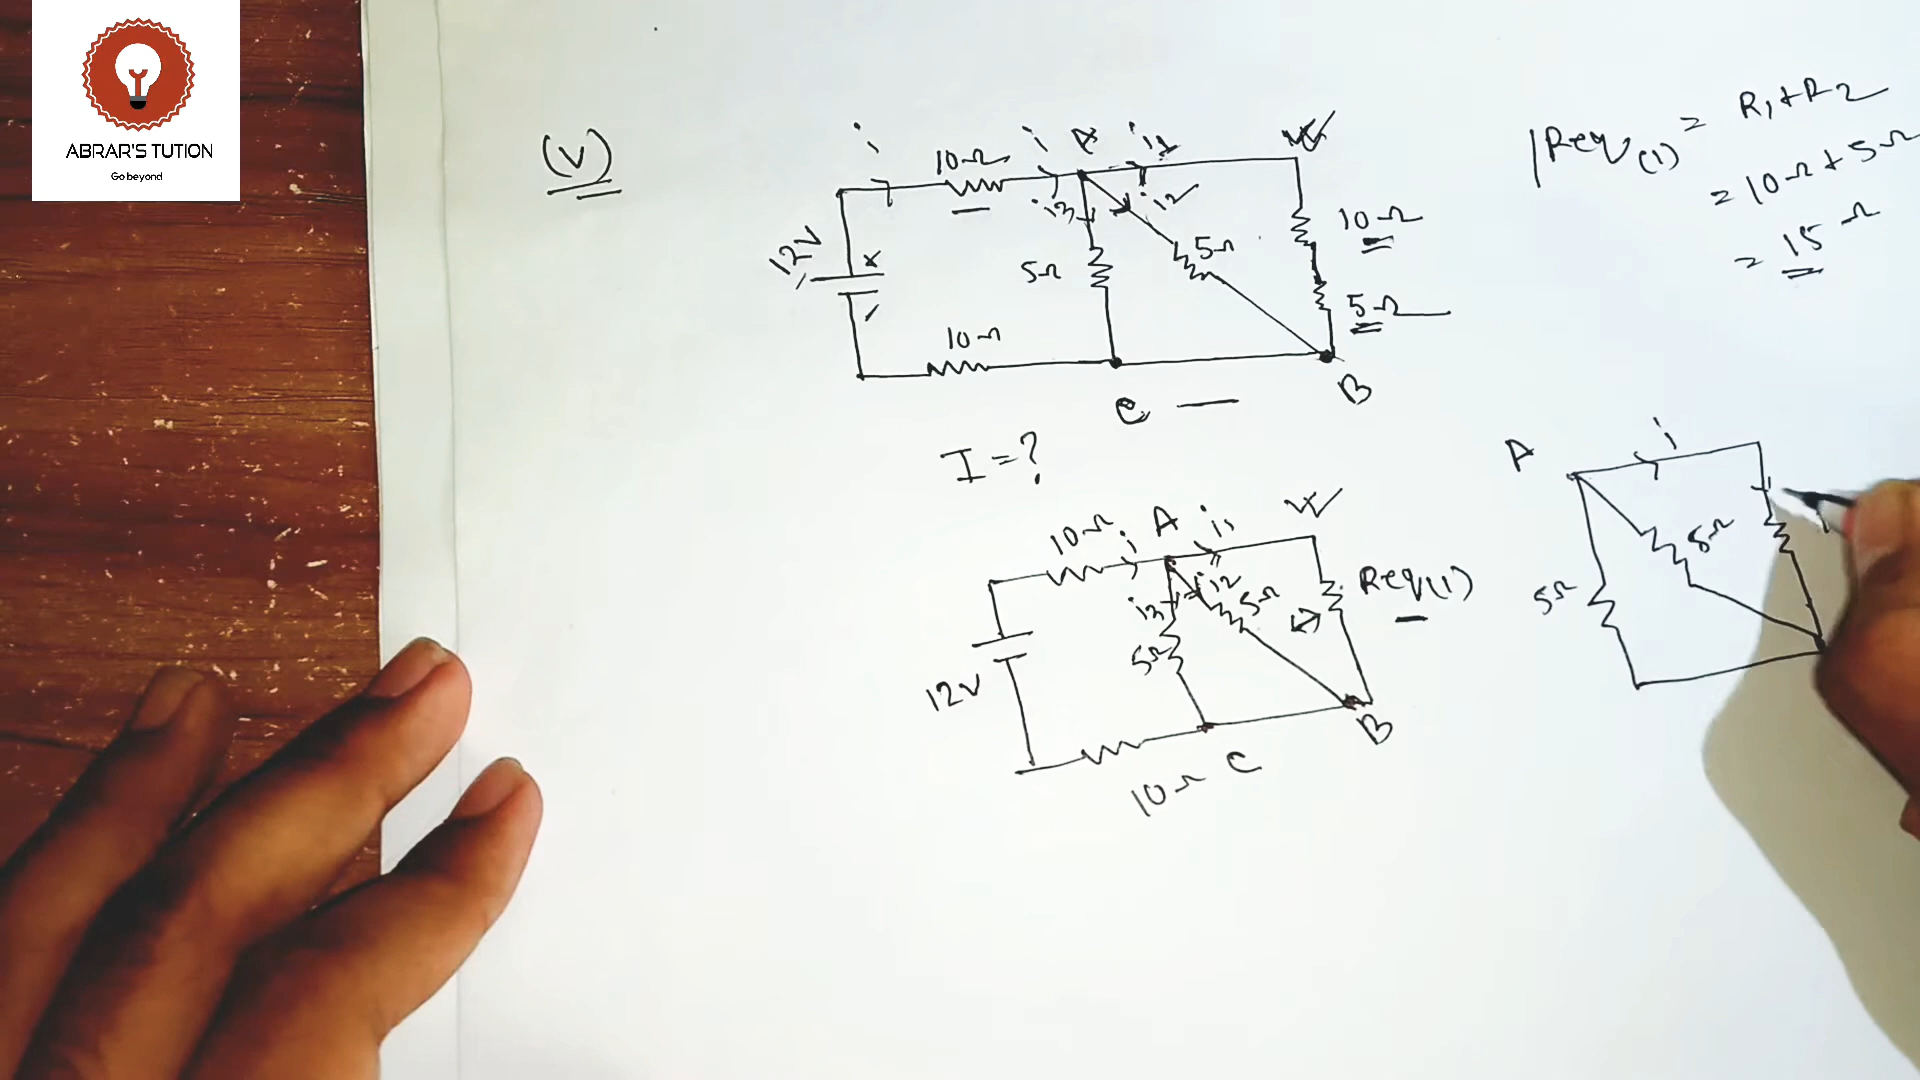 ABRAR'S TUTION
Go beyond
(V)
i
10Ω
i
A
i1
i3
i2
12V
+
-
5Ω
5Ω
10Ω
5Ω
10Ω
C
B
I = ?
Req(1) = R1+R2
= 10Ω + 5Ω
= 15Ω
10Ω
i
A
i1
i3
i2
5Ω
5Ω
Req(1)
12V
10Ω
C
B
A
i
5Ω
5Ω